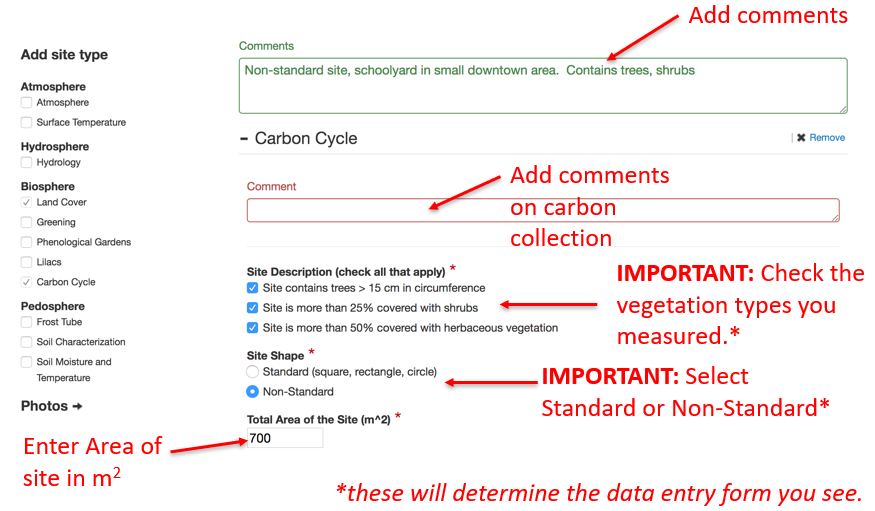 Add comments
Add site type
Atmosphere
Atmosphere
Surface Temperature
Hydrosphere
Hydrology
Biosphere
Land Cover
Greening
Phenological Gardens
Lilacs
Carbon Cycle
Pedosphere
Frost Tube
Soil Characterization
Soil Moisture and
Temperature
Photos ➔
Comments
Non-standard site, schoolyard in small downtown area.  Contains trees, shrubs
– Carbon Cycle
| ✖ Remove
Comment
Add comments
on carbon
collection
Site Description (check all that apply) *
Site contains trees > 15 cm in circumference
Site is more than 25% covered with shrubs
Site is more than 50% covered with herbaceous vegetation
IMPORTANT: Check the
vegetation types you
measured.*
Site Shape *
Standard (square, rectangle, circle)
Non-Standard
IMPORTANT: Select
Standard or Non-Standard*
Total Area of the Site (m^2) *
700
Enter Area of
site in m²
*these will determine the data entry form you see.